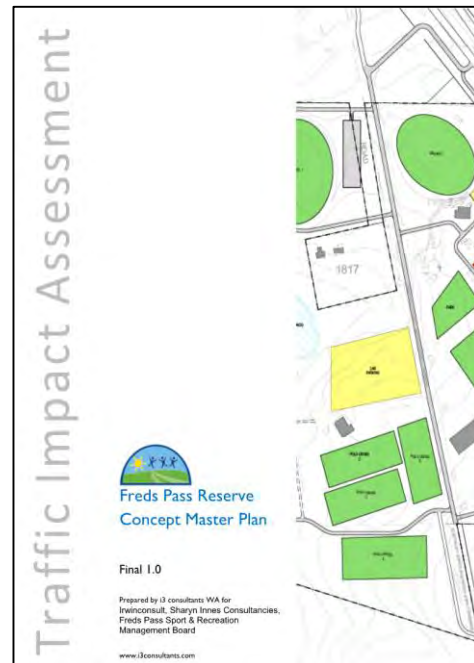 Traffic Impact Assessment
1617
Freds Pass Reserve
Concept Master Plan
Final 1.0
Prepared by i3 consultants WA for
Irwinconsult, Sharyn Innes Consultancies,
Freds Pass Sport & Recreation
Management Board
www.i3consultants.com